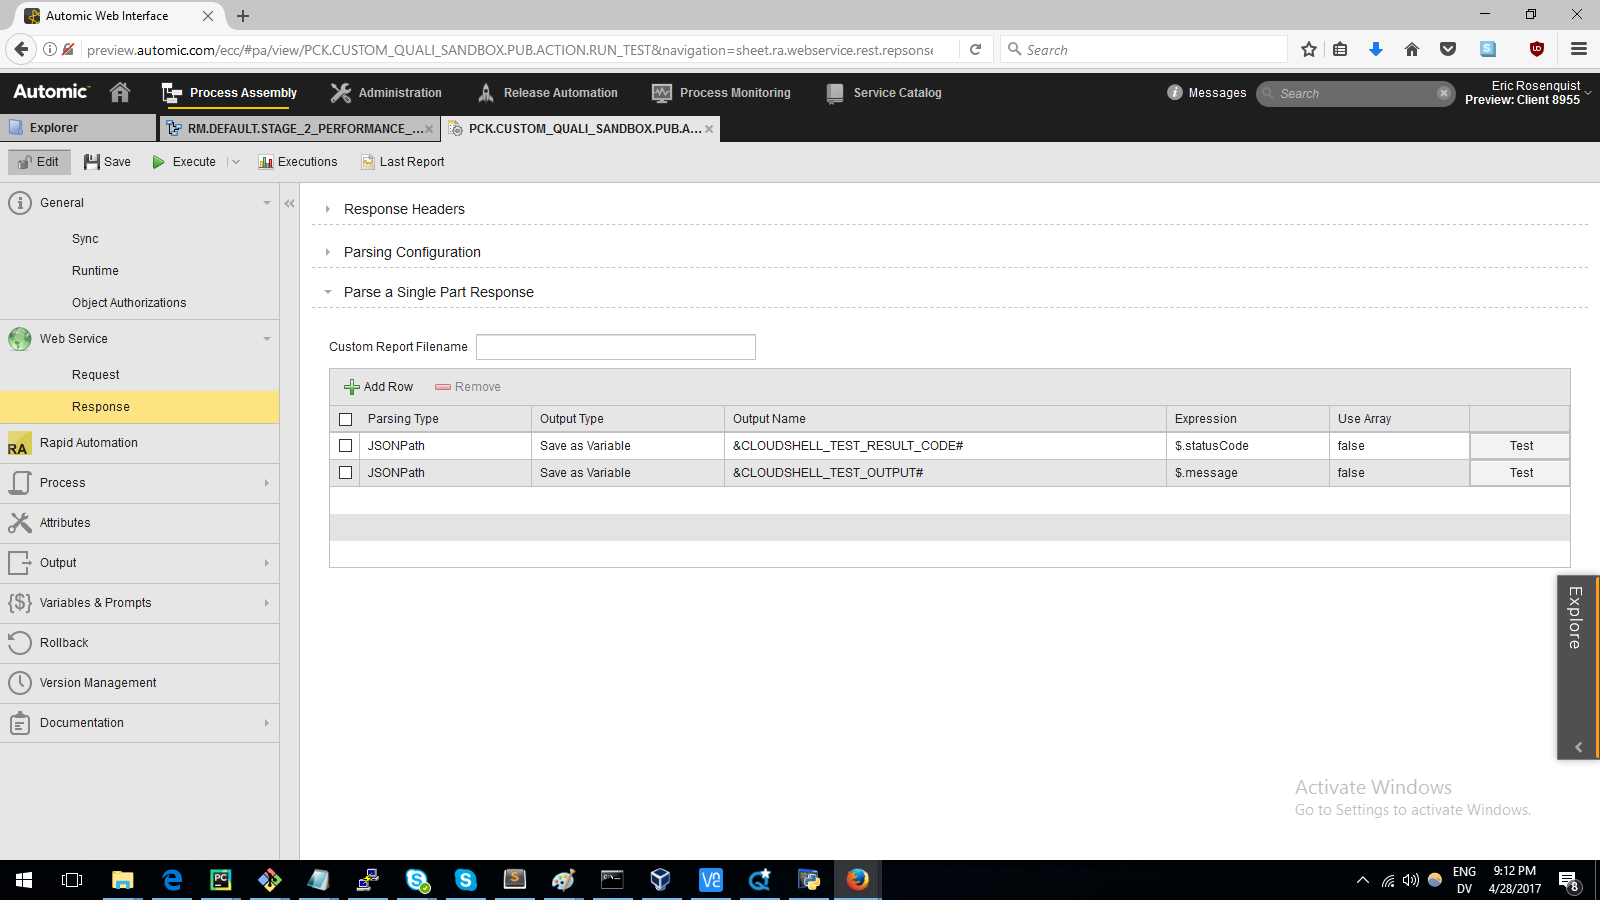 Automic Web Interface
preview.automic.com/ecc/#pa/view/PCK.CUSTOM_QUALI_SANDBOX.PUB.ACTION.RUN_TEST&navigation=sheet.ra.webservice.rest.repsonse
Search
Automic
Process Assembly
Administration
Release Automation
Process Monitoring
Service Catalog
Messages
Search
Eric Rosenquist
Preview: Client 8955
Explorer
RM.DEFAULT.STAGE_2_PERFORMANCE_...
PCK.CUSTOM_QUALI_SANDBOX.PUB.A...
Edit
Save
Execute
Executions
Last Report
General
Sync
Runtime
Object Authorizations
Web Service
Request
Response
RA
Rapid Automation
Process
Attributes
Output
{$}
Variables & Prompts
Rollback
Version Management
Documentation
Response Headers
Parsing Configuration
Parse a Single Part Response
Custom Report Filename
Add Row
Remove
Parsing Type Output Type Output Name Expression Use Array
JSONPath Save as Variable &CLOUDSHELL_TEST_RESULT_CODE# $.statusCode false Test
JSONPath Save as Variable &CLOUDSHELL_TEST_OUTPUT# $.message false Test
Explore
Activate Windows
Go to Settings to activate Windows.
ENG
DV
9:12 PM
4/28/2017
8